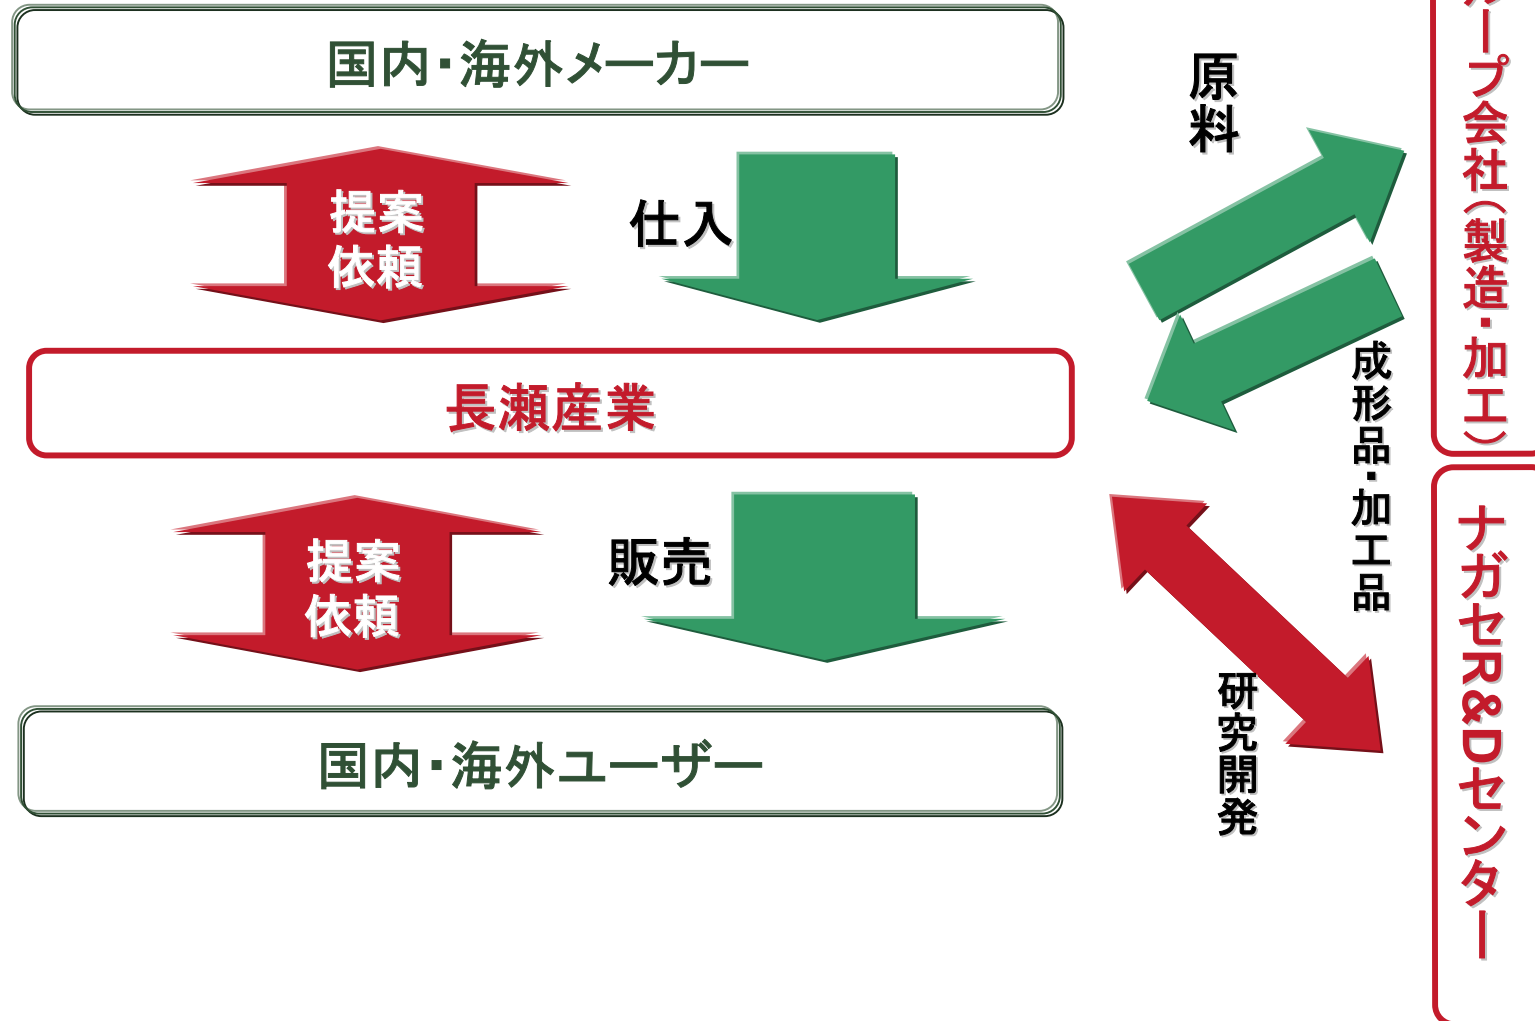 国内・海外メーカー
提案
依頼
仕入
長瀬産業
提案
依頼
販売
国内・海外ユーザー
原料
成形品・加工品
研究開発
ループ会社（製造・加工）
ナガセR&Dセンター